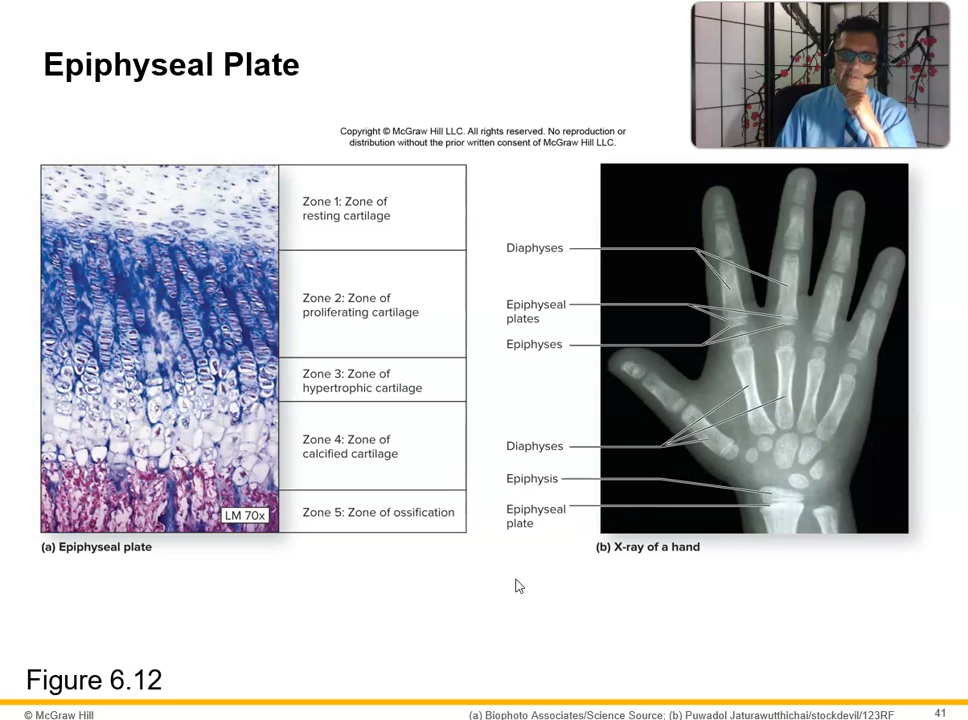 Epiphyseal Plate
Copyright © McGraw Hill LLC. All rights reserved. No reproduction or
distribution without the prior written consent of McGraw Hill LLC.
Zone 1: Zone of
resting cartilage
Zone 2: Zone of
proliferating cartilage
Zone 3: Zone of
hypertrophic cartilage
Zone 4: Zone of
calcified cartilage
Zone 5: Zone of ossification
LM 70x
(a) Epiphyseal plate
Diaphyses
Epiphyseal
plates
Epiphyses
Diaphyses
Epiphysis
Epiphyseal
plate
(b) X-ray of a hand
Figure 6.12
© McGraw Hill
(a) Biophoto Associates/Science Source; (b) Puwadol Jaturawutthichai/stockdevil/123RF
41